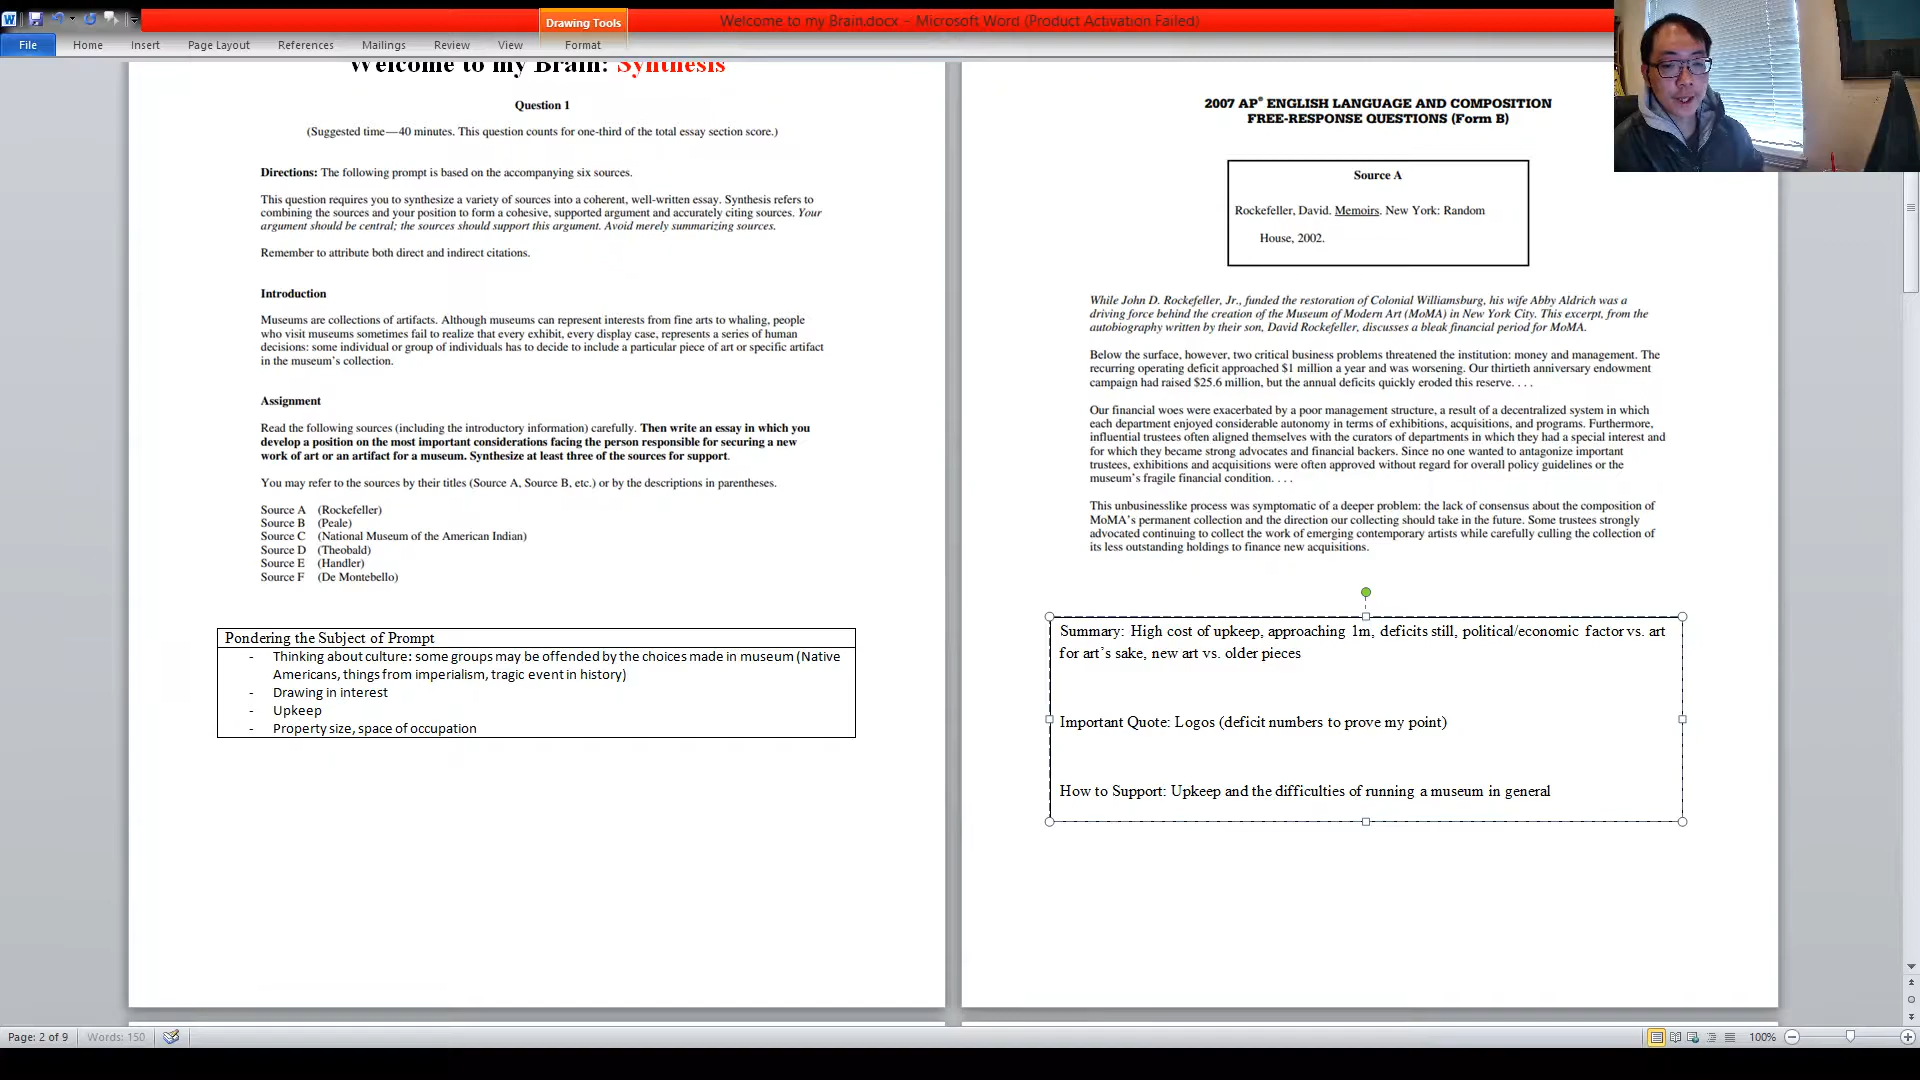 Drawing Tools
Welcome to my Brain.docx - Microsoft Word (Product Activation Failed)
File Home Insert Page Layout References Mailings Review View Format
Welcome to my Brain: Synthesis
Question 1
(Suggested time—40 minutes. This question counts for one-third of the total essay section score.)
Directions: The following prompt is based on the accompanying six sources.
This question requires you to synthesize a variety of sources into a coherent, well-written essay. Synthesis refers to
combining the sources and your position to form a cohesive, supported argument and accurately citing sources. Your
argument should be central; the sources should support this argument. Avoid merely summarizing sources.
Remember to attribute both direct and indirect citations.
Introduction
Museums are collections of artifacts. Although museums can represent interests from fine arts to whaling, people
who visit museums sometimes fail to realize that every exhibit, every display case, represents a series of human
decisions: some individual or group of individuals has to decide to include a particular piece of art or specific artifact
in the museum's collection.
Assignment
Read the following sources (including the introductory information) carefully. Then write an essay in which you
develop a position on the most important considerations facing the person responsible for securing a new
work of art or an artifact for a museum. Synthesize at least three of the sources for support.
You may refer to the sources by their titles (Source A, Source B, etc.) or by the descriptions in parentheses.
Source A (Rockefeller)
Source B (Peale)
Source C (National Museum of the American Indian)
Source D (Theobald)
Source E (Handler)
Source F (De Montebello)
Pondering the Subject of Prompt
- Thinking about culture: some groups may be offended by the choices made in museum (Native
Americans, things from imperialism, tragic event in history)
- Drawing in interest
- Upkeep
- Property size, space of occupation
2007 AP® ENGLISH LANGUAGE AND COMPOSITION
FREE-RESPONSE QUESTIONS (Form B)
Source A
Rockefeller, David. Memoirs. New York: Random
House, 2002.
While John D. Rockefeller, Jr., funded the restoration of Colonial Williamsburg, his wife Abby Aldrich was a
driving force behind the creation of the Museum of Modern Art (MoMA) in New York City. This excerpt, from the
autobiography written by their son, David Rockefeller, discusses a bleak financial period for MoMA.
Below the surface, however, two critical business problems threatened the institution: money and management. The
recurring operating deficit approached $1 million a year and was worsening. Our thirtieth anniversary endowment
campaign had raised $25.6 million, but the annual deficits quickly eroded this reserve. . . .
Our financial woes were exacerbated by a poor management structure, a result of a decentralized system in which
each department enjoyed considerable autonomy in terms of exhibitions, acquisitions, and programs. Furthermore,
influential trustees often aligned themselves with the curators of departments in which they had a special interest and
for which they became strong advocates and financial backers. Since no one wanted to antagonize important
trustees, exhibitions and acquisitions were often approved without regard for overall policy guidelines or the
museum's fragile financial condition. . . .
This unbusinesslike process was symptomatic of a deeper problem: the lack of consensus about the composition of
MoMA's permanent collection and the direction our collecting should take in the future. Some trustees strongly
advocated continuing to collect the work of emerging contemporary artists while carefully culling the collection of
its less outstanding holdings to finance new acquisitions.
Summary: High cost of upkeep, approaching 1m, deficits still, political/economic factor vs. art
for art's sake, new art vs. older pieces
Important Quote: Logos (deficit numbers to prove my point)
How to Support: Upkeep and the difficulties of running a museum in general
Page: 2 of 9 Words: 150
100%